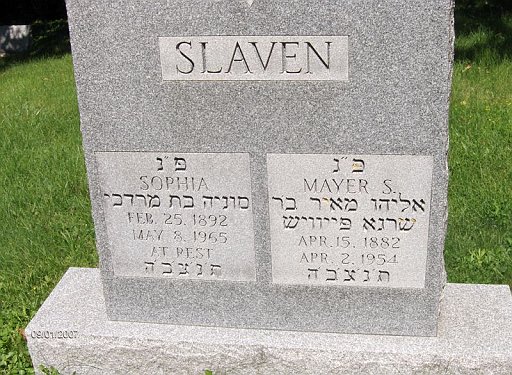 SLAVEN
פ״נ
SOPHIA
סוניה בת מרדכי
FEB. 25, 1892
MAY 8, 1965
AT REST
תנצבה
פ״נ
MAYER S.
אליהו מאיר בר
שרגא פייוויש
APR. 15, 1882
APR. 2, 1954
תנצבה
09/01/2007